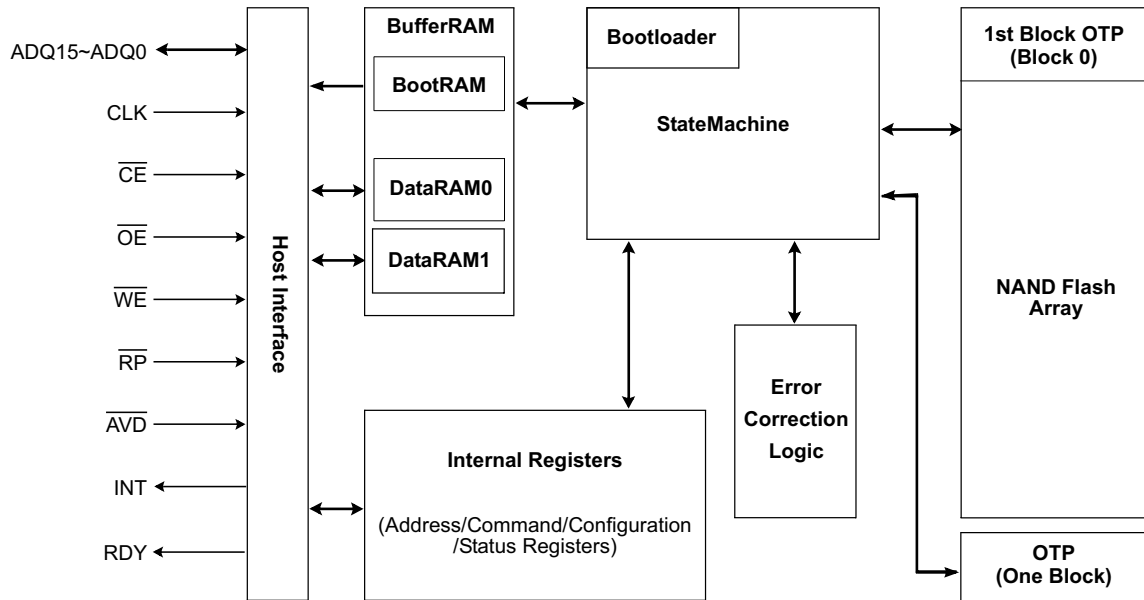 ADQ15~ADQ0
CLK
CE
OE
WE
RP
AVD
INT
RDY
Host Interface
BufferRAM
BootRAM
DataRAM0
DataRAM1
Internal Registers
(Address/Command/Configuration
/Status Registers)
Bootloader
StateMachine
Error
Correction
Logic
1st Block OTP
(Block 0)
NAND Flash
Array
OTP
(One Block)